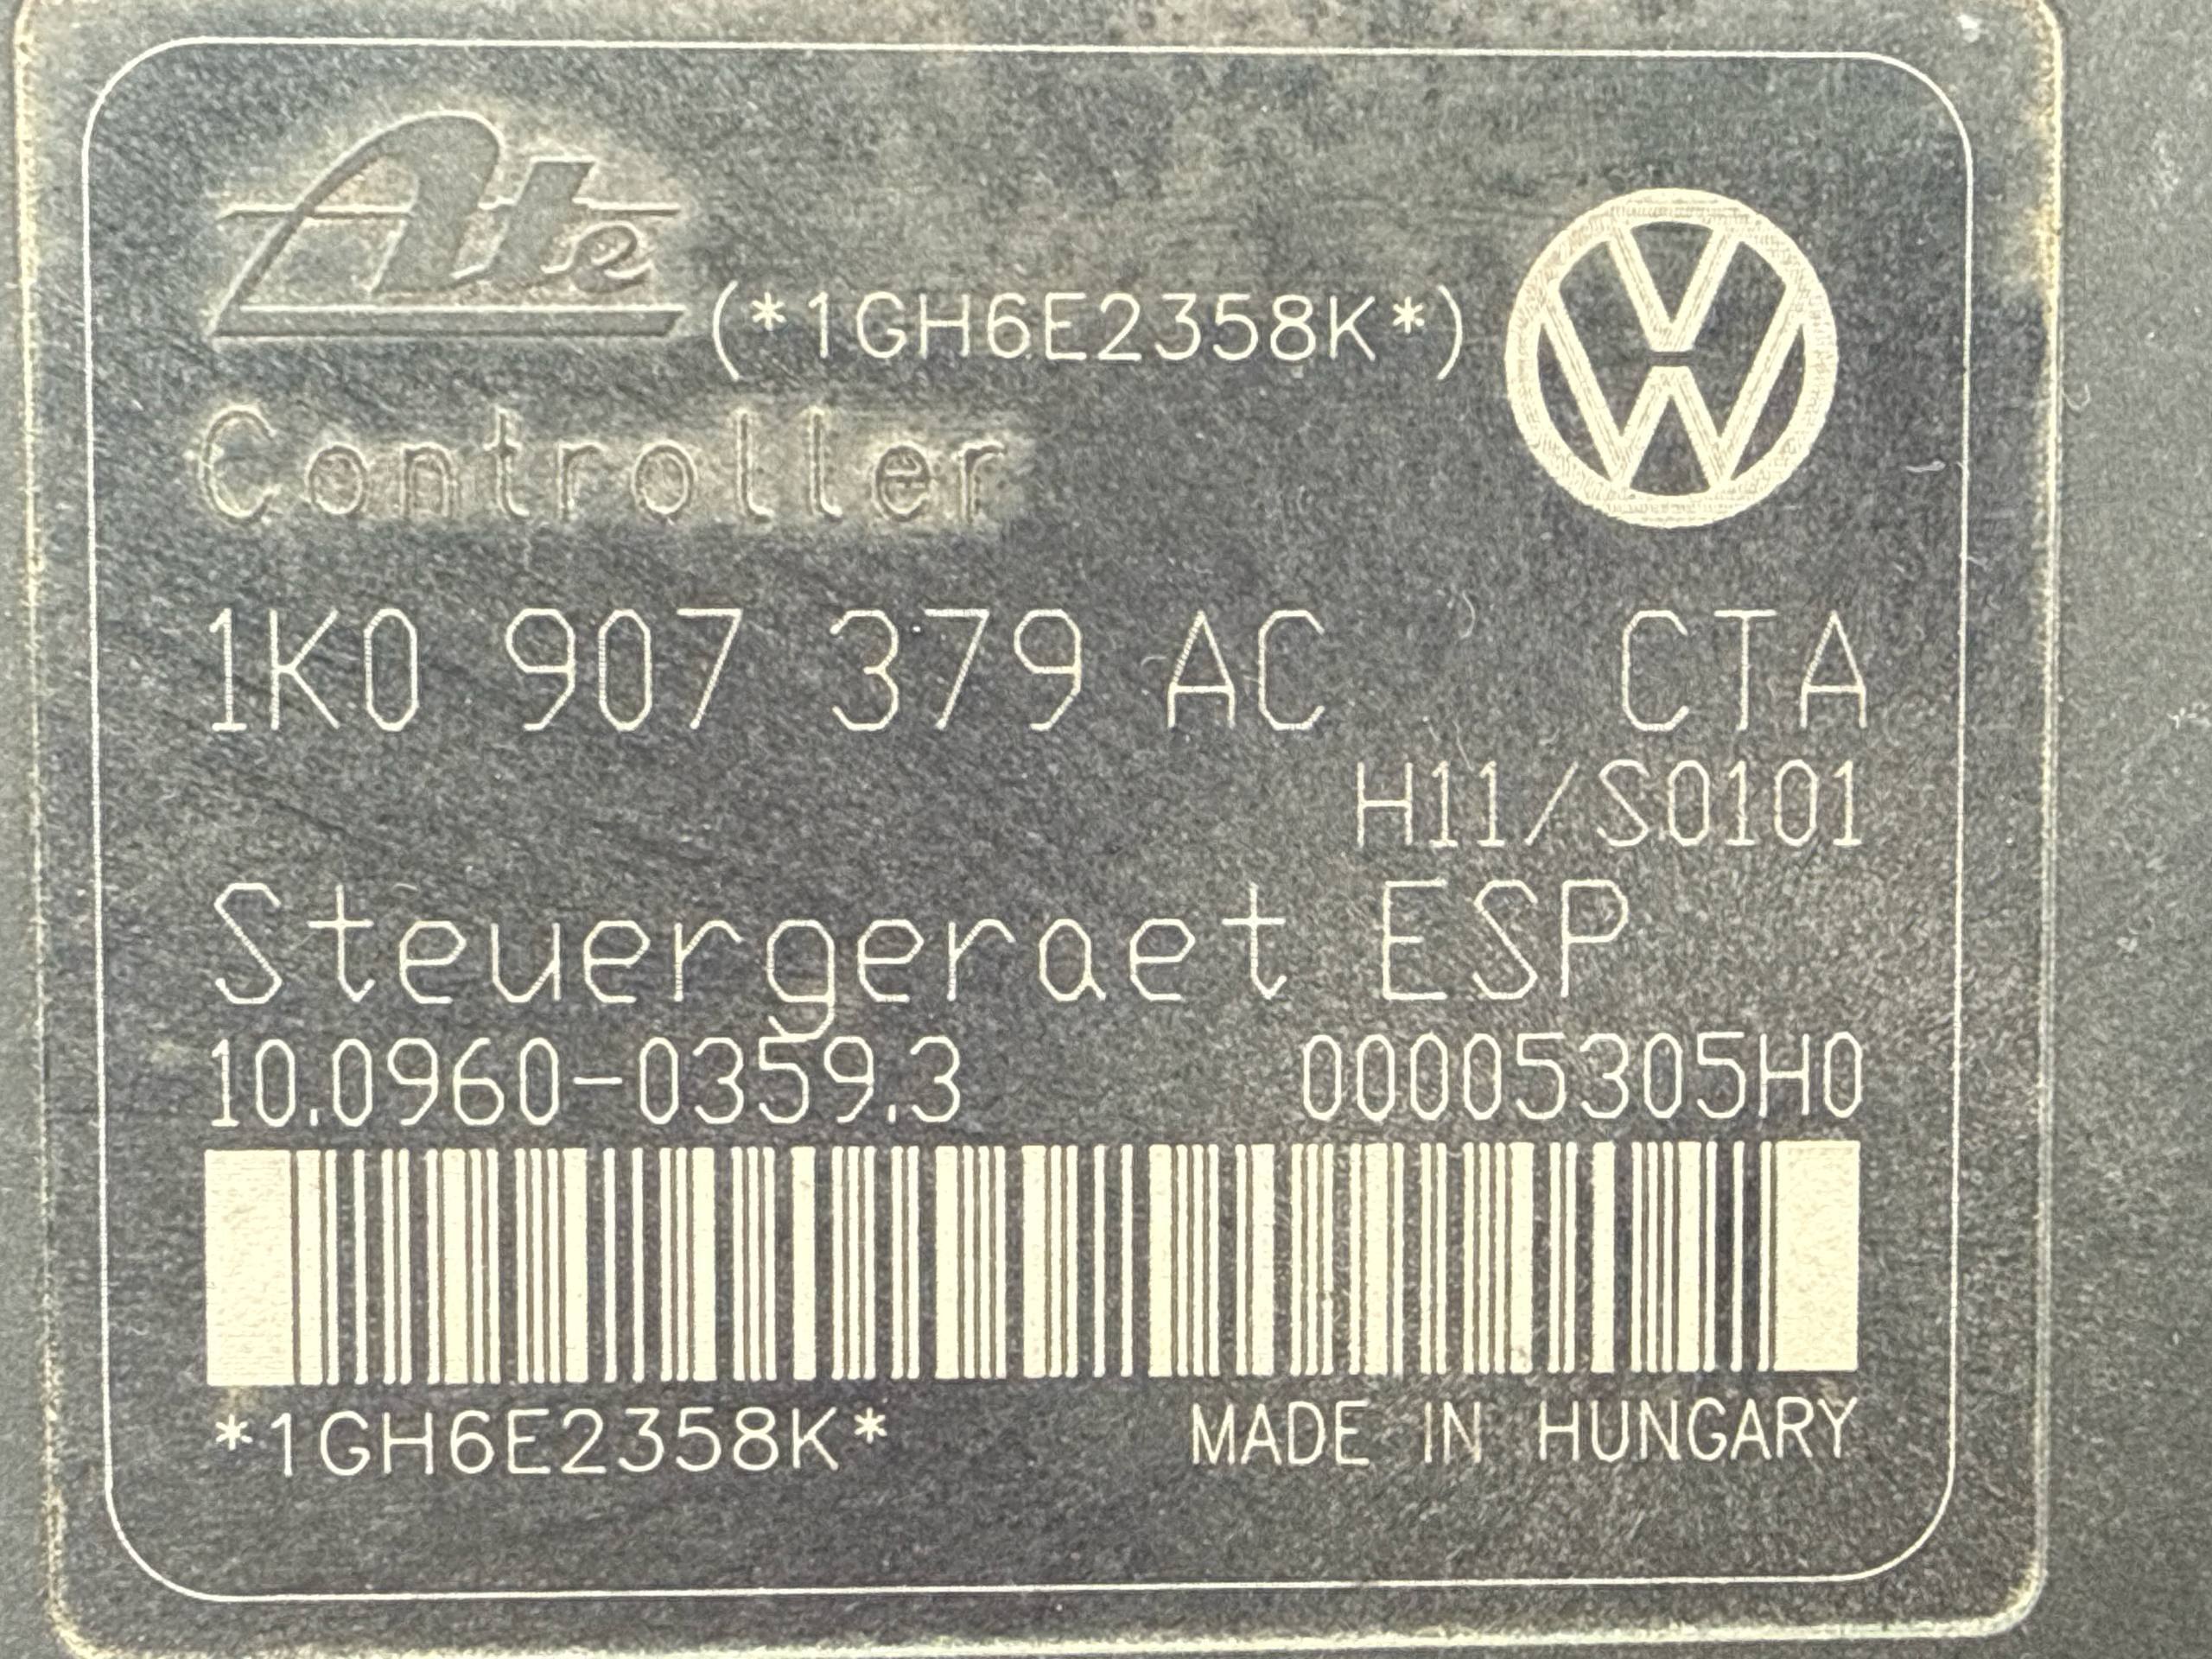 Ate (*1GH6E2358K*)
VW
Controller
1K0 907 379 AC CTA
H11/S0101
Steuergeraet ESP
10.0960-0359.3 00005305H0
*1GH6E2358K* MADE IN HUNGARY